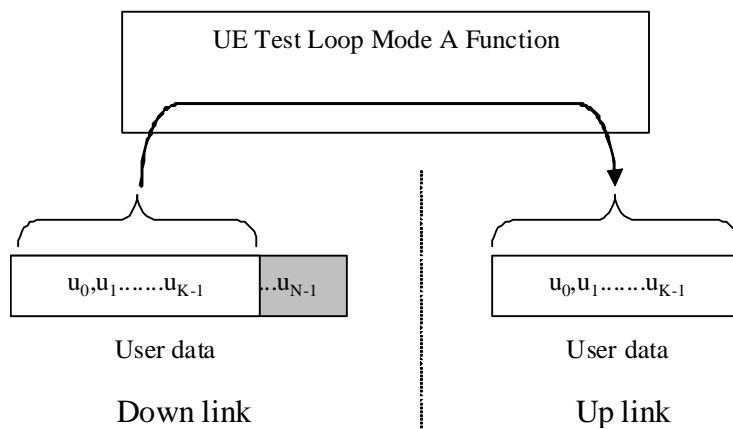 UE Test Loop Mode A Function
u0,u1.......uK-1 ...uN-1
u0,u1.......uK-1
User data
User data
Down link
Up link